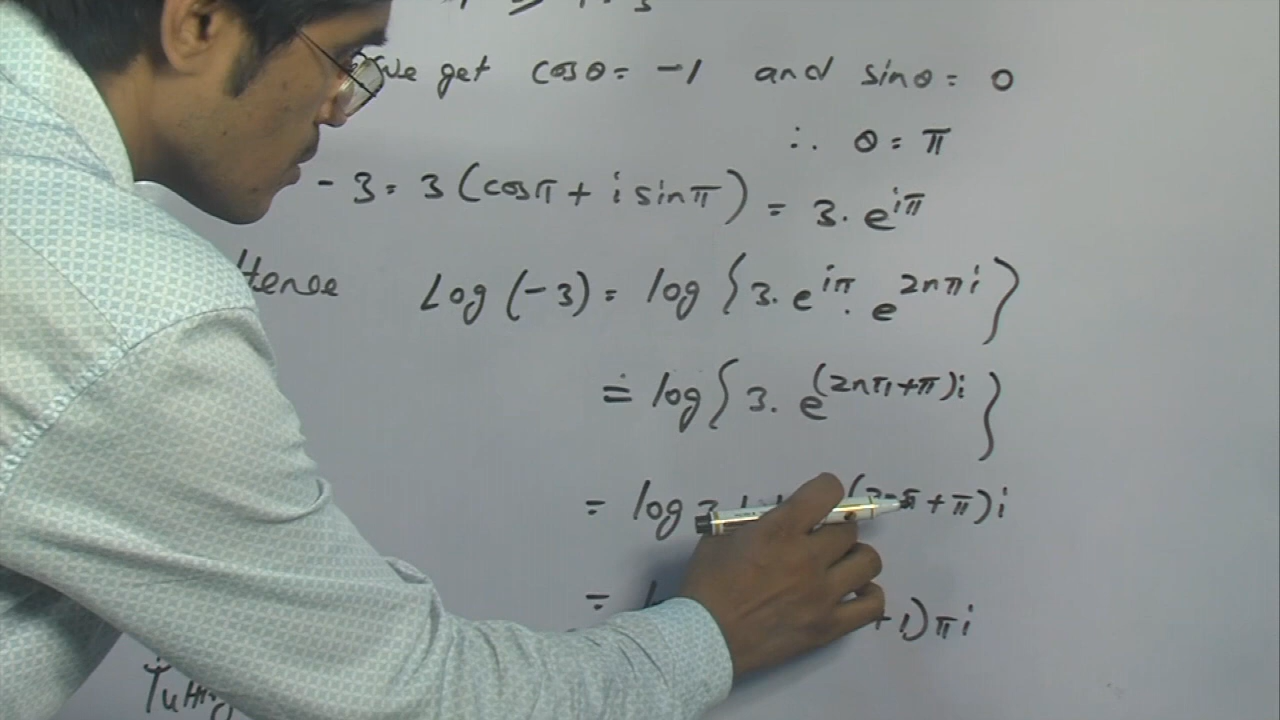 We get cosθ = -1 and sinθ = 0
∴ θ = π
-3 = 3 (cosπ + i sinπ) = 3. e^{iπ}
Hence Log (-3) = log {3. e^{iπ}. e^{2nπi}}
= log {3. e^{(2nπ+π)i}}
= log 3 π + π) i
= + 1) π i
Putting